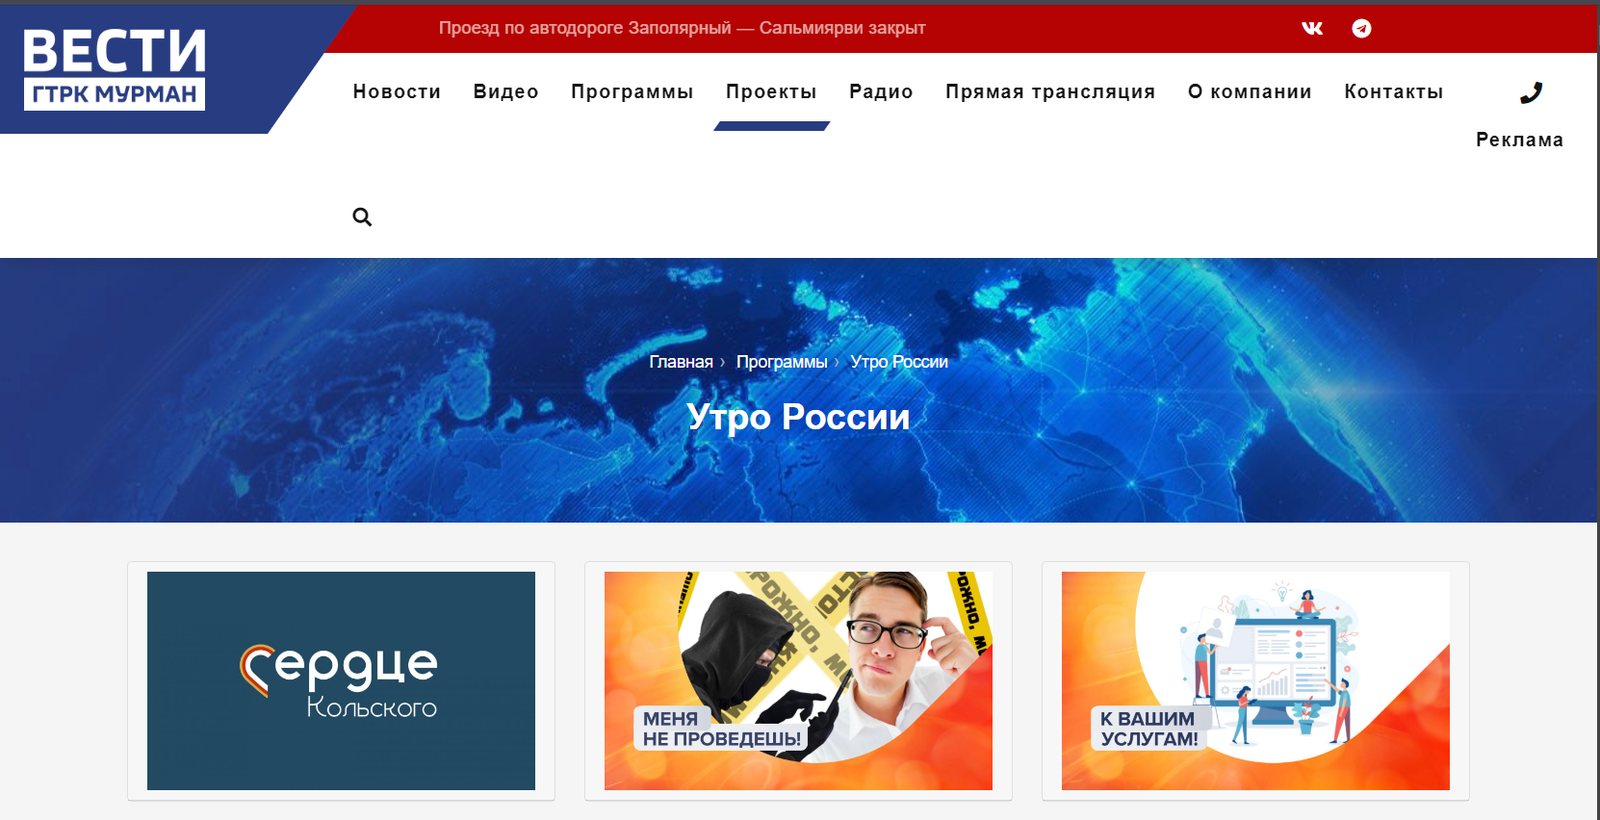 ВЕСТИ
ГТРК МУРМАН
Проезд по автодороге Заполярный — Сальмиярви закрыт
Новости Видео Программы Проекты Радио Прямая трансляция О компании Контакты
Реклама
Главная › Программы › Утро России
Утро России
Сердце
Кольского
МЕНЯ
НЕ ПРОВЕДЕШЬ!
К ВАШИМ
УСЛУГАМ!